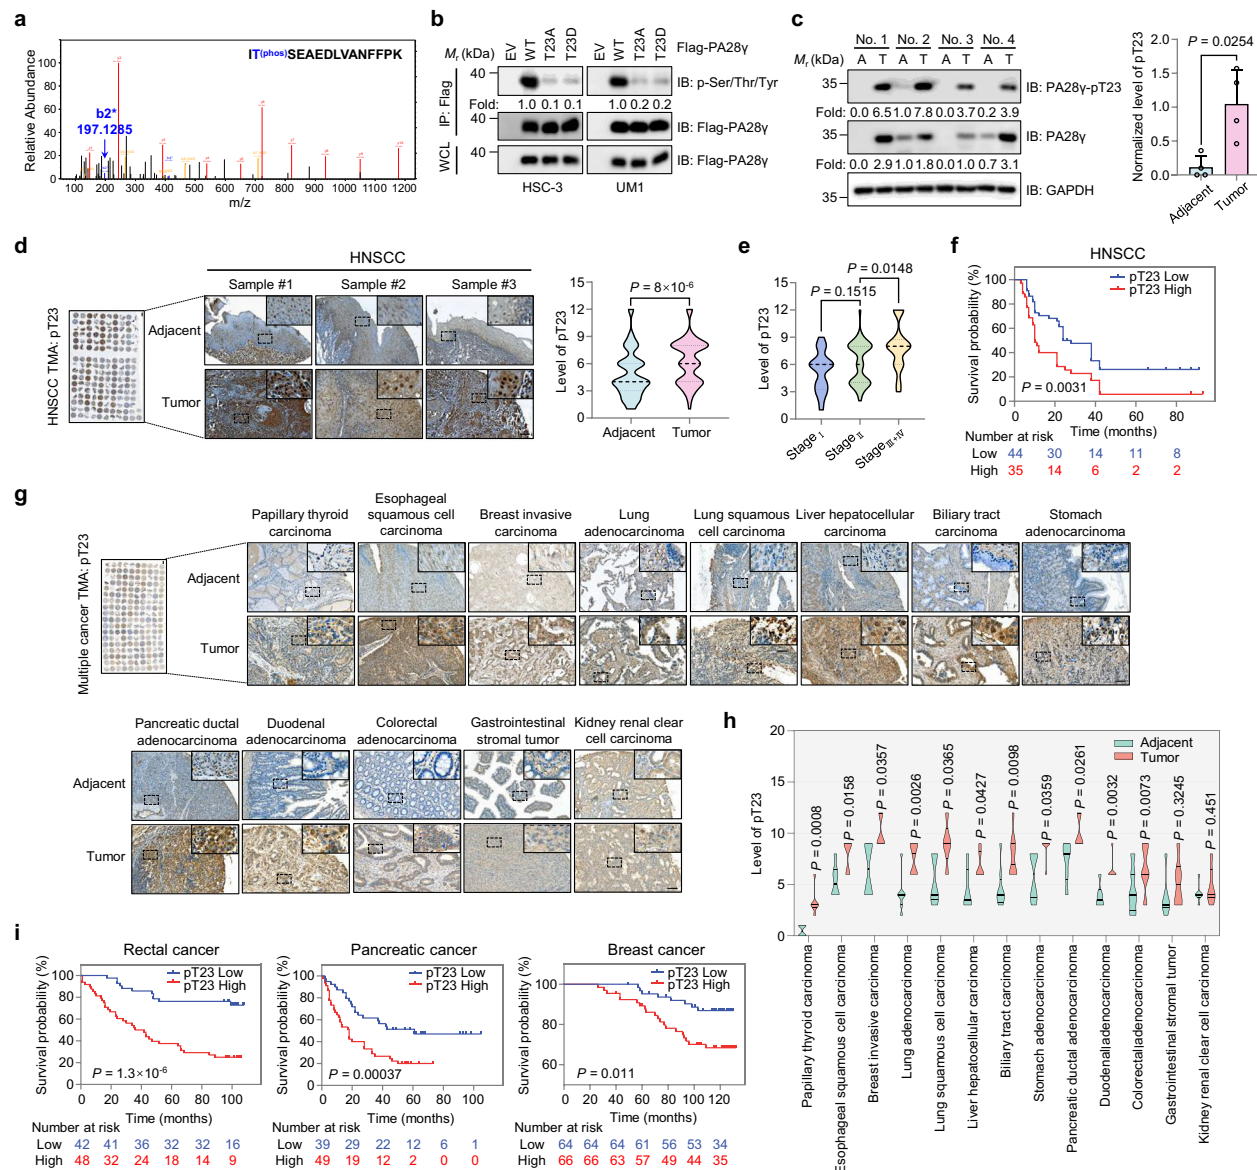 a
IT(phos)SEAEDLVANFFPK
b2*
197.1285
Relative Abundance
100
80
60
40
20
0
100 200 300 400 500 600 700 800 900 1000 1100 1200
m/z
b
EV WT T23A T23D EV WT T23A T23D Flag-PA28γ
Mr (kDa)
IP: Flag
40 IB: p-Ser/Thr/Tyr
Fold: 1.0 0.1 0.1 1.0 0.2 0.2
40 IB: Flag-PA28γ
WCL
40 IB: Flag-PA28γ
HSC-3 UM1
c
No. 1 No. 2 No. 3 No. 4
Mr (kDa) A T A T A T A T
35 IB: PA28γ-pT23
Fold: 0.0 6.5 1.0 7.8 0.0 3.7 0.2 3.9
35 IB: PA28γ
Fold: 0.0 2.9 1.0 1.8 0.0 1.0 0.7 3.1
35 IB: GAPDH
P = 0.0254
Normalized level of pT23
2.0
1.5
1.0
0.5
0.0
Adjacent Tumor
d
HNSCC
Sample #1 Sample #2 Sample #3
HNSCC TMA: pT23
Adjacent
Tumor
P = 8×10-6
Level of pT23
15
12
9
6
3
0
Adjacent Tumor
e
P = 0.0148
P = 0.1515
Level of pT23
15
12
9
6
3
0
Stage I Stage II Stage III+IV
f
HNSCC
pT23 Low
pT23 High
Survival probability (%)
100
80
60
40
20
0
P = 0.0031
0 20 40 60 80
Time (months)
Number at risk
Low 44 30 14 11 8
High 35 14 6 2 2
g
Multiple cancer TMA: pT23
Papillary thyroid carcinoma
Esophageal squamous cell carcinoma
Breast invasive carcinoma
Lung adenocarcinoma
Lung squamous cell carcinoma
Liver hepatocellular carcinoma
Biliary tract carcinoma
Stomach adenocarcinoma
Adjacent
Tumor
Pancreatic ductal adenocarcinoma
Duodenal adenocarcinoma
Colorectal adenocarcinoma
Gastrointestinal stromal tumor
Kidney renal clear cell carcinoma
Adjacent
Tumor
h
Adjacent
Tumor
Level of pT23
20
15
10
5
0
P = 0.0008
P = 0.0158
P = 0.0357
P = 0.0026
P = 0.0365
P = 0.0427
P = 0.0098
P = 0.0359
P = 0.0261
P = 0.0032
P = 0.0073
P = 0.3245
P = 0.451
Papillary thyroid carcinoma
Esophageal squamous cell carcinoma
Breast invasive carcinoma
Lung adenocarcinoma
Lung squamous cell carcinoma
Liver hepatocellular carcinoma
Biliary tract carcinoma
Stomach adenocarcinoma
Pancreatic ductal adenocarcinoma
Duodenal adenocarcinoma
Colorectal adenocarcinoma
Gastrointestinal stromal tumor
Kidney renal clear cell carcinoma
i
Rectal cancer
pT23 Low
pT23 High
Survival probability (%)
100
80
60
40
20
0
P = 1.3×10-6
0 20 40 60 80 100
Time (months)
Number at risk
Low 42 41 36 32 32 16
High 48 32 24 18 14 9
Pancreatic cancer
pT23 Low
pT23 High
Survival probability (%)
100
80
60
40
20
0
P = 0.00037
0 20 40 60 80 100
Time (months)
Number at risk
Low 39 29 22 12 6 1
High 49 19 12 2 0 0
Breast cancer
pT23 Low
pT23 High
Survival probability (%)
100
80
60
P = 0.011
0 20 40 60 80 100 120
Time (months)
Number at risk
Low 64 64 64 61 56 53 34
High 66 66 63 57 49 44 35